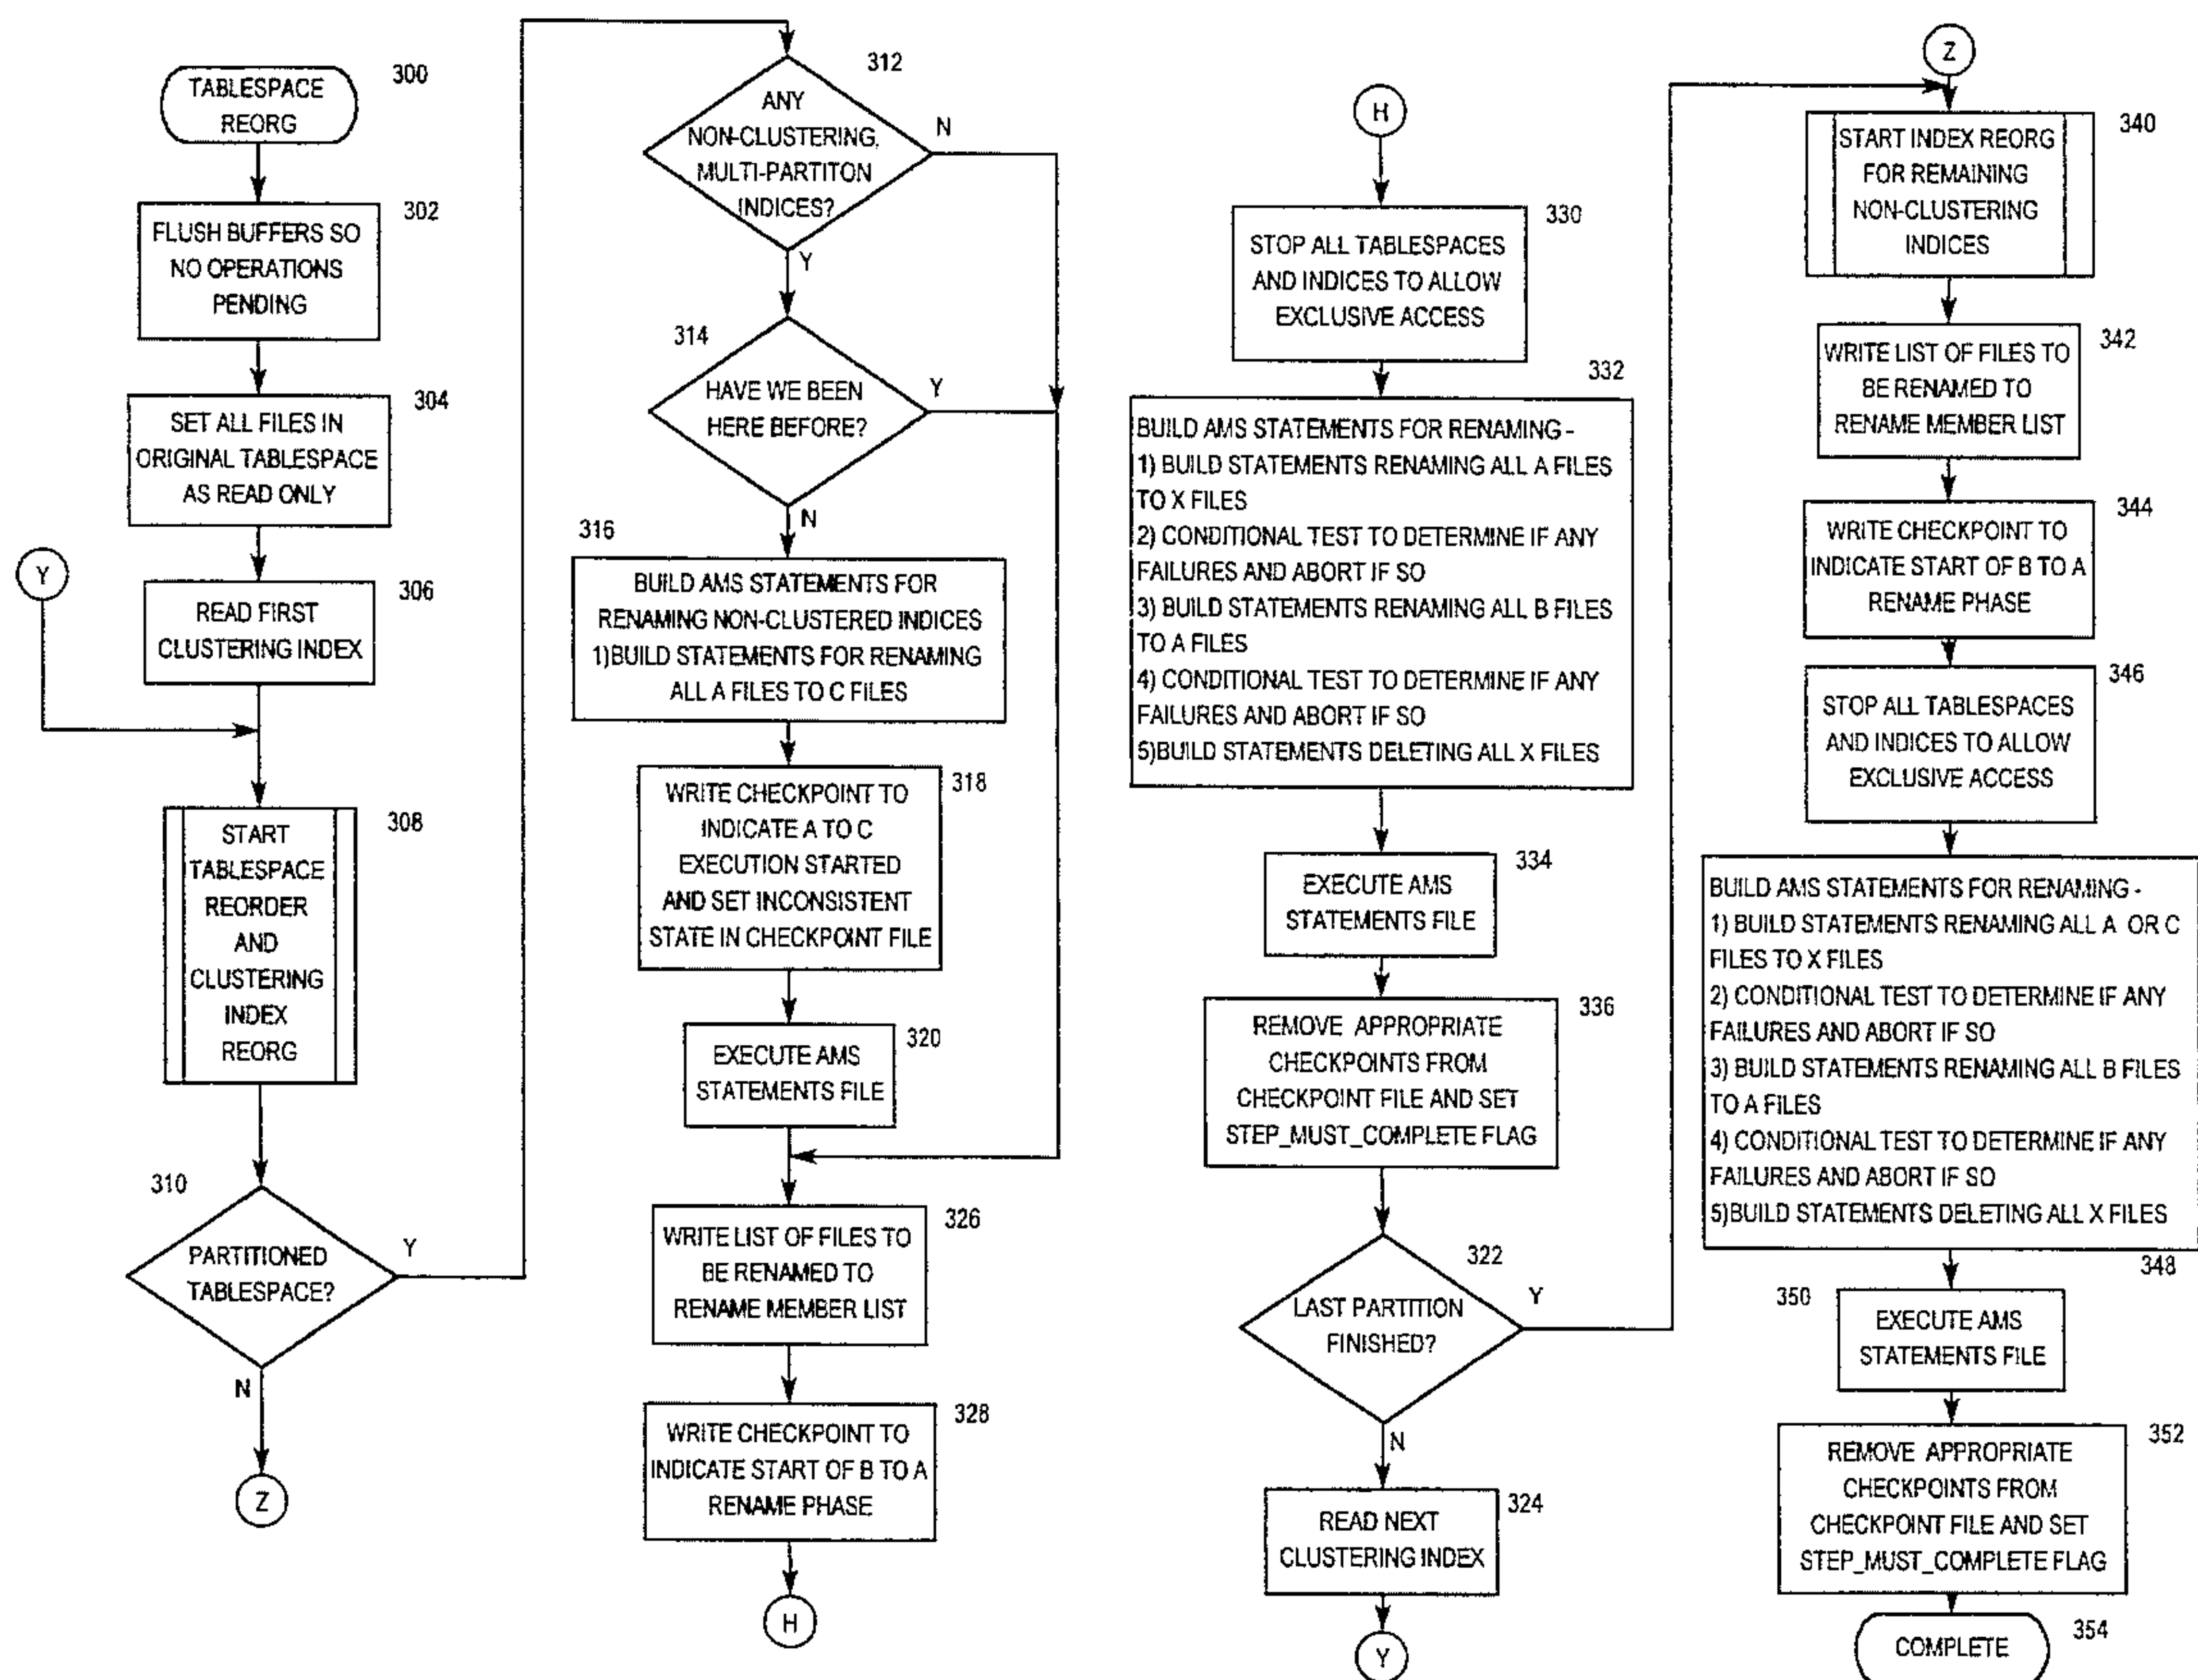 TABLESPACE
REORG
300
FLUSH BUFFERS SO
NO OPERATIONS
PENDING
302
SET ALL FILES IN
ORIGINAL TABLESPACE
AS READ ONLY
304
Y
READ FIRST
CLUSTERING INDEX
306
START
TABLESPACE
REORDER
AND
CLUSTERING
INDEX
REORG
308
310
PARTITIONED
TABLESPACE?
Y
N
Z
312
ANY
NON-CLUSTERING,
MULTI-PARTITON
INDICES?
N
Y
314
HAVE WE BEEN
HERE BEFORE?
Y
N
316
BUILD AMS STATEMENTS FOR
RENAMING NON-CLUSTERED INDICES
1)BUILD STATEMENTS FOR RENAMING
ALL A FILES TO C FILES
318
WRITE CHECKPOINT TO
INDICATE A TO C
EXECUTION STARTED
AND SET INCONSISTENT
STATE IN CHECKPOINT FILE
320
EXECUTE AMS
STATEMENTS FILE
326
WRITE LIST OF FILES TO
BE RENAMED TO
RENAME MEMBER LIST
328
WRITE CHECKPOINT TO
INDICATE START OF B TO A
RENAME PHASE
H
H
330
STOP ALL TABLESPACES
AND INDICES TO ALLOW
EXCLUSIVE ACCESS
332
BUILD AMS STATEMENTS FOR RENAMING -
1) BUILD STATEMENTS RENAMING ALL A FILES
TO X FILES
2) CONDITIONAL TEST TO DETERMINE IF ANY
FAILURES AND ABORT IF SO
3) BUILD STATEMENTS RENAMING ALL B FILES
TO A FILES
4) CONDITIONAL TEST TO DETERMINE IF ANY
FAILURES AND ABORT IF SO
5)BUILD STATEMENTS DELETING ALL X FILES
334
EXECUTE AMS
STATEMENTS FILE
336
REMOVE APPROPRIATE
CHECKPOINTS FROM
CHECKPOINT FILE AND SET
STEP_MUST_COMPLETE FLAG
322
LAST PARTITION
FINISHED?
Y
N
324
READ NEXT
CLUSTERING INDEX
Y
Z
340
START INDEX REORG
FOR REMAINING
NON-CLUSTERING
INDICES
342
WRITE LIST OF FILES TO
BE RENAMED TO
RENAME MEMBER LIST
344
WRITE CHECKPOINT TO
INDICATE START OF B TO A
RENAME PHASE
346
STOP ALL TABLESPACES
AND INDICES TO ALLOW
EXCLUSIVE ACCESS
BUILD AMS STATEMENTS FOR RENAMING -
1) BUILD STATEMENTS RENAMING ALL A OR C
FILES TO X FILES
2) CONDITIONAL TEST TO DETERMINE IF ANY
FAILURES AND ABORT IF SO
3) BUILD STATEMENTS RENAMING ALL B FILES
TO A FILES
4) CONDITIONAL TEST TO DETERMINE IF ANY
FAILURES AND ABORT IF SO
5)BUILD STATEMENTS DELETING ALL X FILES
348
350
EXECUTE AMS
STATEMENTS FILE
352
REMOVE APPROPRIATE
CHECKPOINTS FROM
CHECKPOINT FILE AND SET
STEP_MUST_COMPLETE FLAG
354
COMPLETE